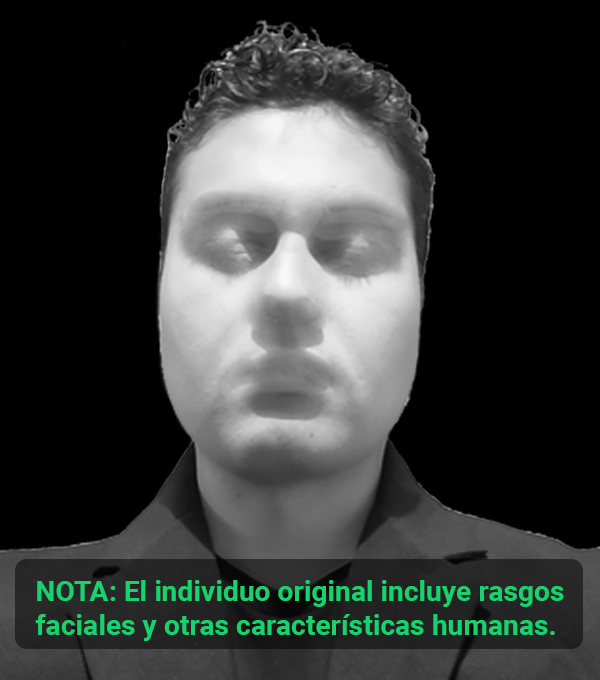 NOTA: El individuo original incluye rasgos
faciales y otras características humanas.